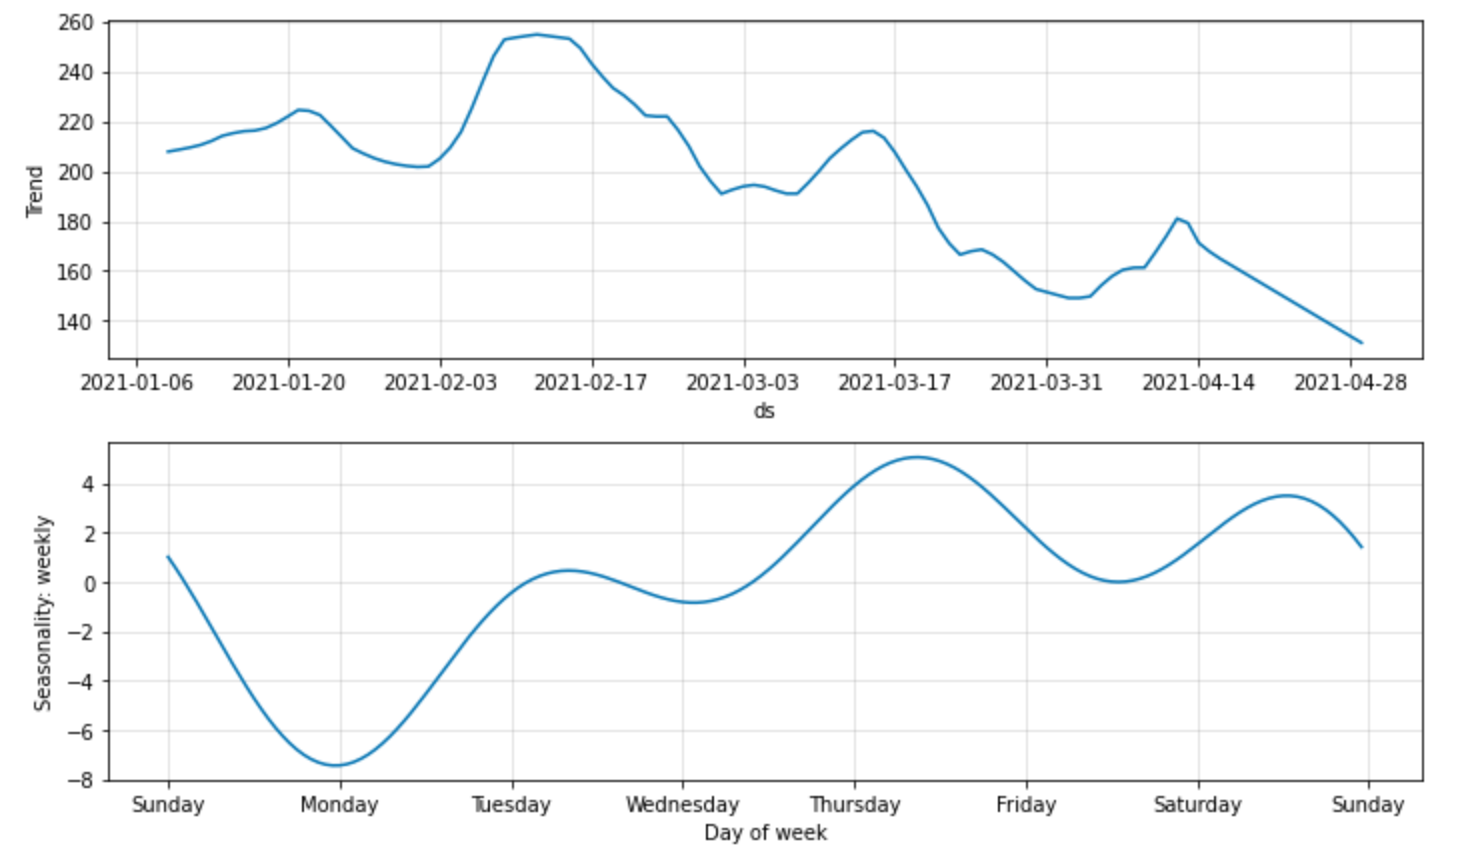 260
240
220
200
180
160
140
Trend
2021-01-06 2021-01-20 2021-02-03 2021-02-17 2021-03-03 2021-03-17 2021-03-31 2021-04-14 2021-04-28
ds
4
2
0
−2
−4
−6
−8
Seasonality: weekly
Sunday Monday Tuesday Wednesday Thursday Friday Saturday Sunday
Day of week